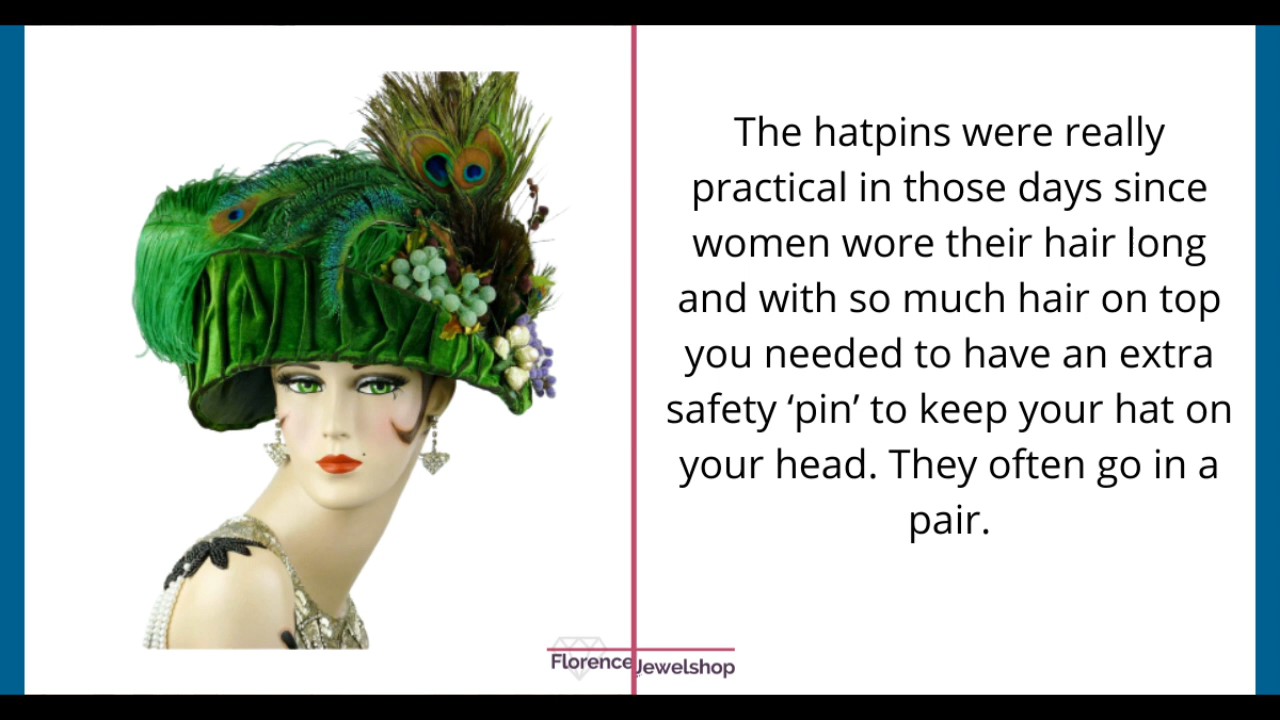 The hatpins were really
practical in those days since
women wore their hair long
and with so much hair on top
you needed to have an extra
safety ‘pin’ to keep your hat on
your head. They often go in a
pair.
Florence Jewelshop